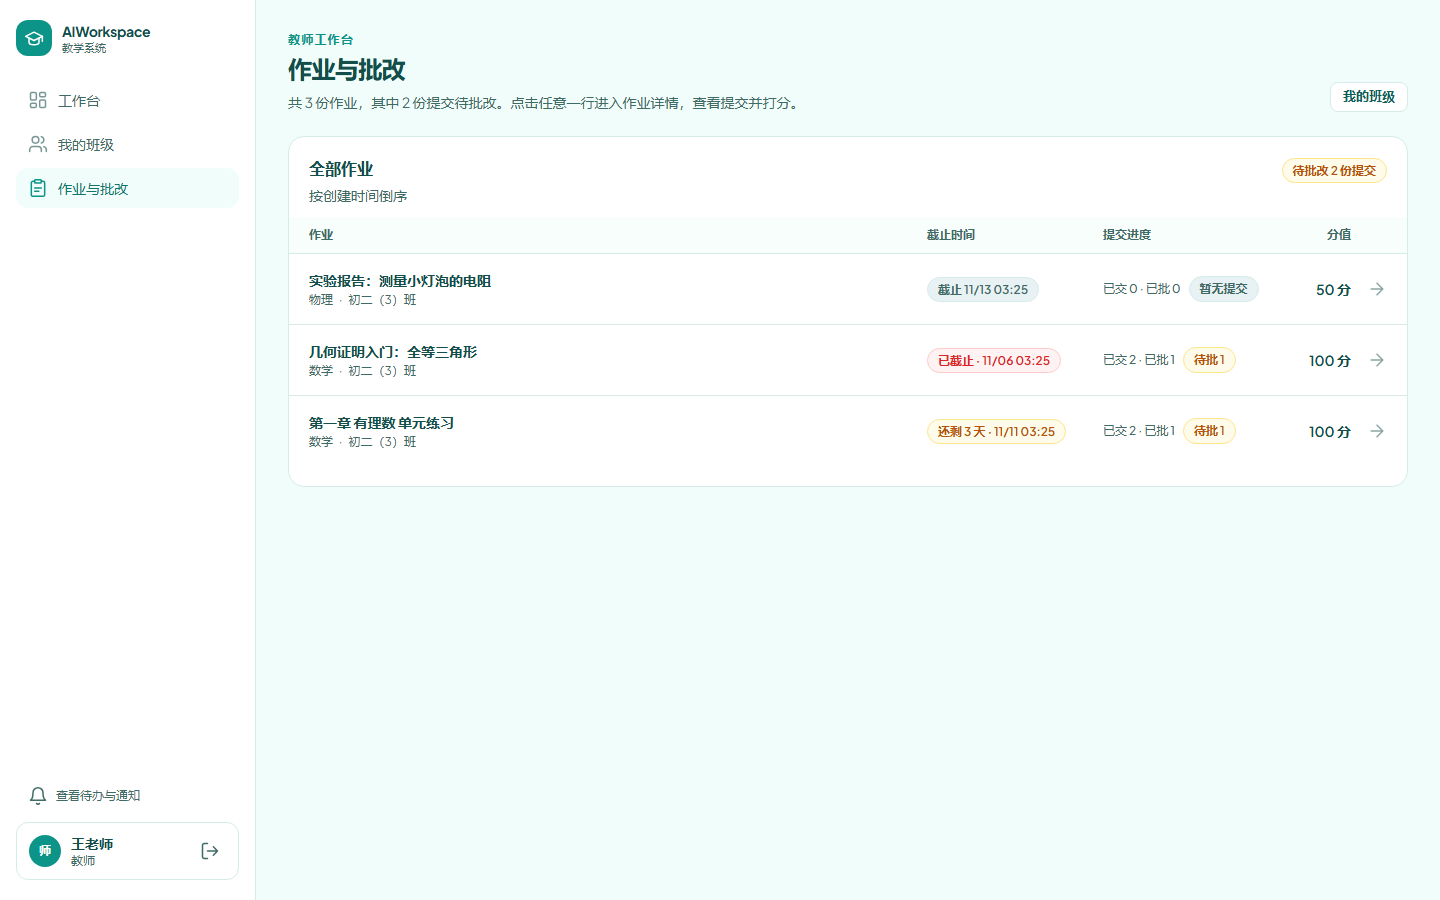 AIWorkspace
教学系统
工作台
我的班级
作业与批改
查看待办与通知
师
王老师
教师
教师工作台
作业与批改
共 3 份作业，其中 2 份提交待批改。点击任意一行进入作业详情，查看提交并打分。
我的班级
全部作业
按创建时间倒序
待批改 2 份提交
作业 截止时间 提交进度 分值
实验报告：测量小灯泡的电阻
物理 · 初二（3）班
截止 11/13 03:25
已交 0 · 已批 0 暂无提交
50 分
几何证明入门：全等三角形
数学 · 初二（3）班
已截止 · 11/06 03:25
已交 2 · 已批 1 待批 1
100 分
第一章 有理数 单元练习
数学 · 初二（3）班
还剩 3 天 · 11/11 03:25
已交 2 · 已批 1 待批 1
100 分